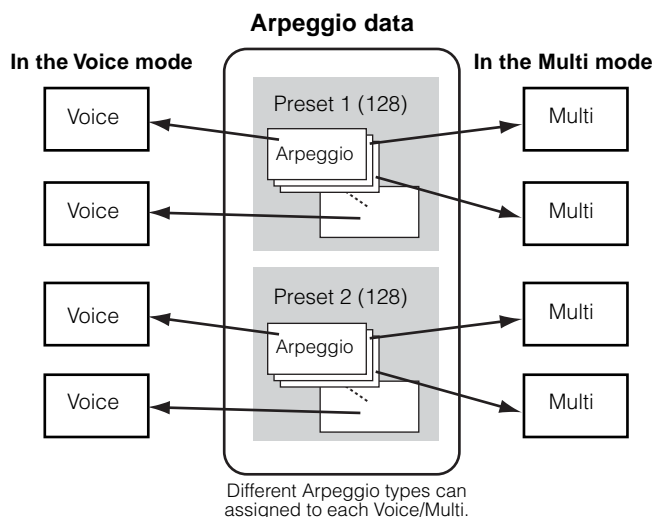 Arpeggio data
In the Voice mode
In the Multi mode
Preset 1 (128)
Voice
Arpeggio
Multi
Voice
Multi
Preset 2 (128)
Voice
Arpeggio
Multi
Voice
Multi
Different Arpeggio types can
assigned to each Voice/Multi.